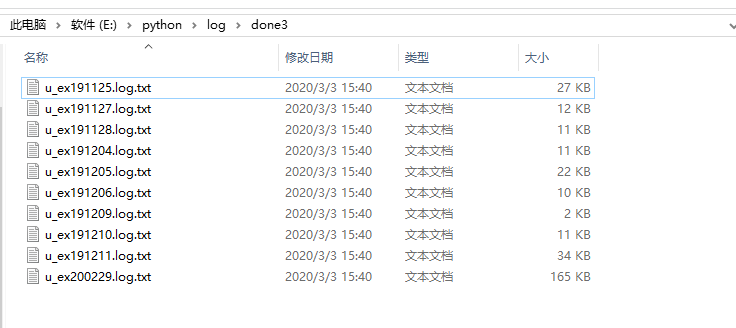 此电脑 > 软件 (E:) > python > log > done3
名称 修改日期 类型 大小
u_ex191125.log.txt 2020/3/3 15:40 文本文档 27 KB
u_ex191127.log.txt 2020/3/3 15:40 文本文档 12 KB
u_ex191128.log.txt 2020/3/3 15:40 文本文档 11 KB
u_ex191204.log.txt 2020/3/3 15:40 文本文档 11 KB
u_ex191205.log.txt 2020/3/3 15:40 文本文档 22 KB
u_ex191206.log.txt 2020/3/3 15:40 文本文档 10 KB
u_ex191209.log.txt 2020/3/3 15:40 文本文档 2 KB
u_ex191210.log.txt 2020/3/3 15:40 文本文档 11 KB
u_ex191211.log.txt 2020/3/3 15:40 文本文档 34 KB
u_ex200229.log.txt 2020/3/3 15:40 文本文档 165 KB